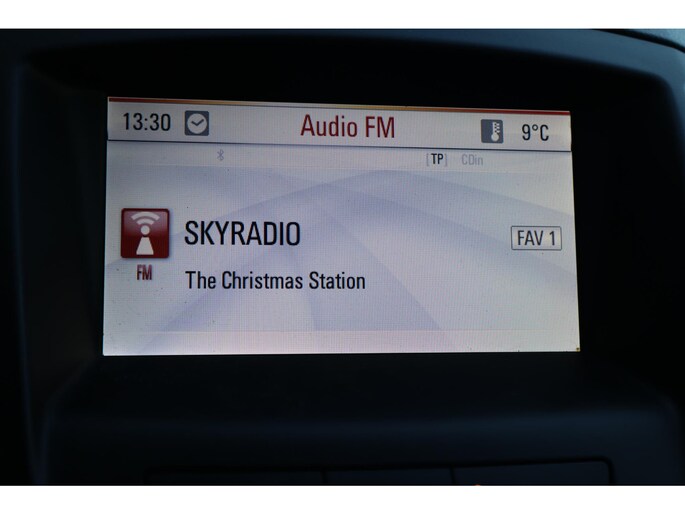 13:30 Audio FM 9°C
[TP] CDin
SKYRADIO FAV 1
FM
The Christmas Station